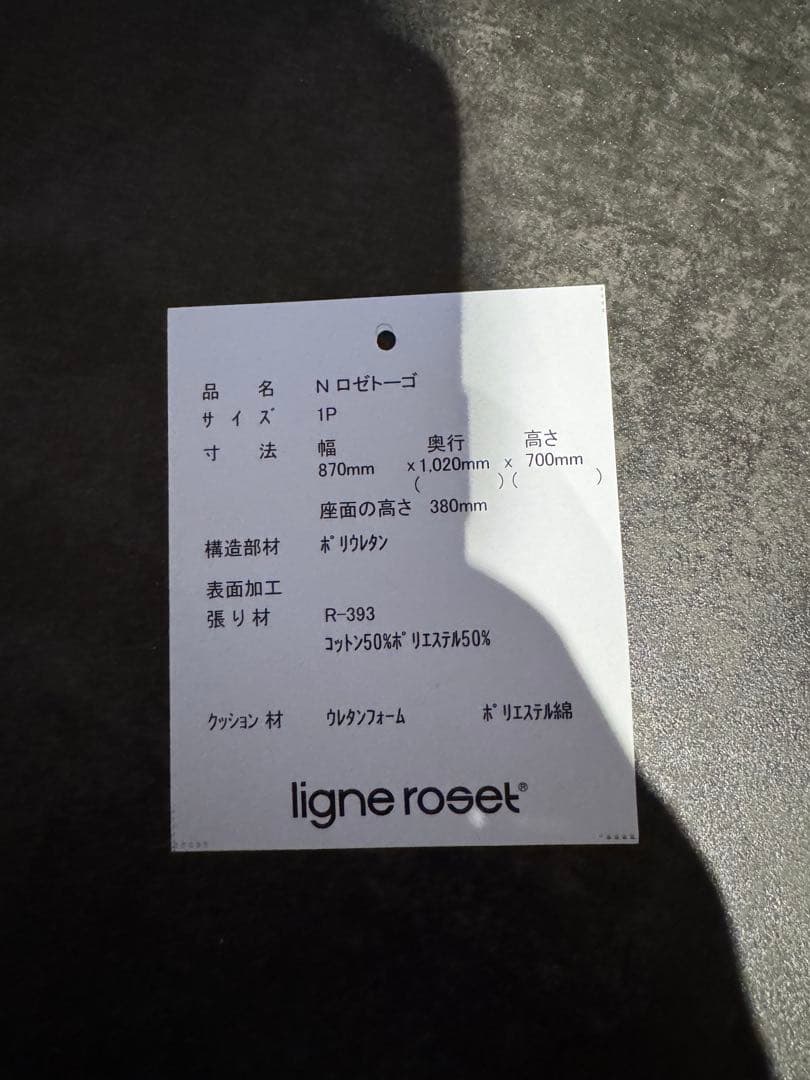 品 名 N ロゼトーゴ
サ イ ズ 1P
寸 法 幅 奥行 高さ
870mm ×1,020mm × 700mm
( )( )
座面の高さ 380mm
構造部材 ポリウレタン
表面加工
張り材 R-393
コットン50%ポリエステル50%
クッション材 ウレタンフォーム ポリエステル綿
ligne roset®